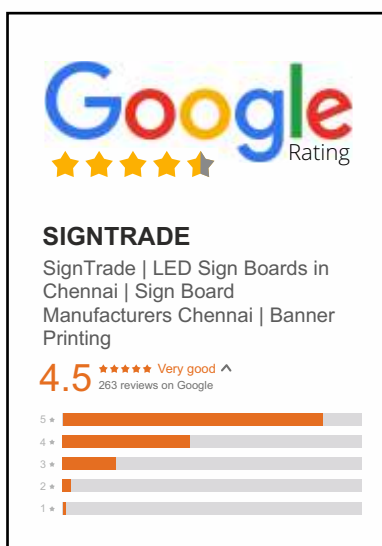 Google
Rating
SIGNTRADE
SignTrade | LED Sign Boards in
Chennai | Sign Board
Manufacturers Chennai | Banner
Printing
4.5 ★★★★★ Very good
263 reviews on Google
5 ★
4 ★
3 ★
2 ★
1 ★